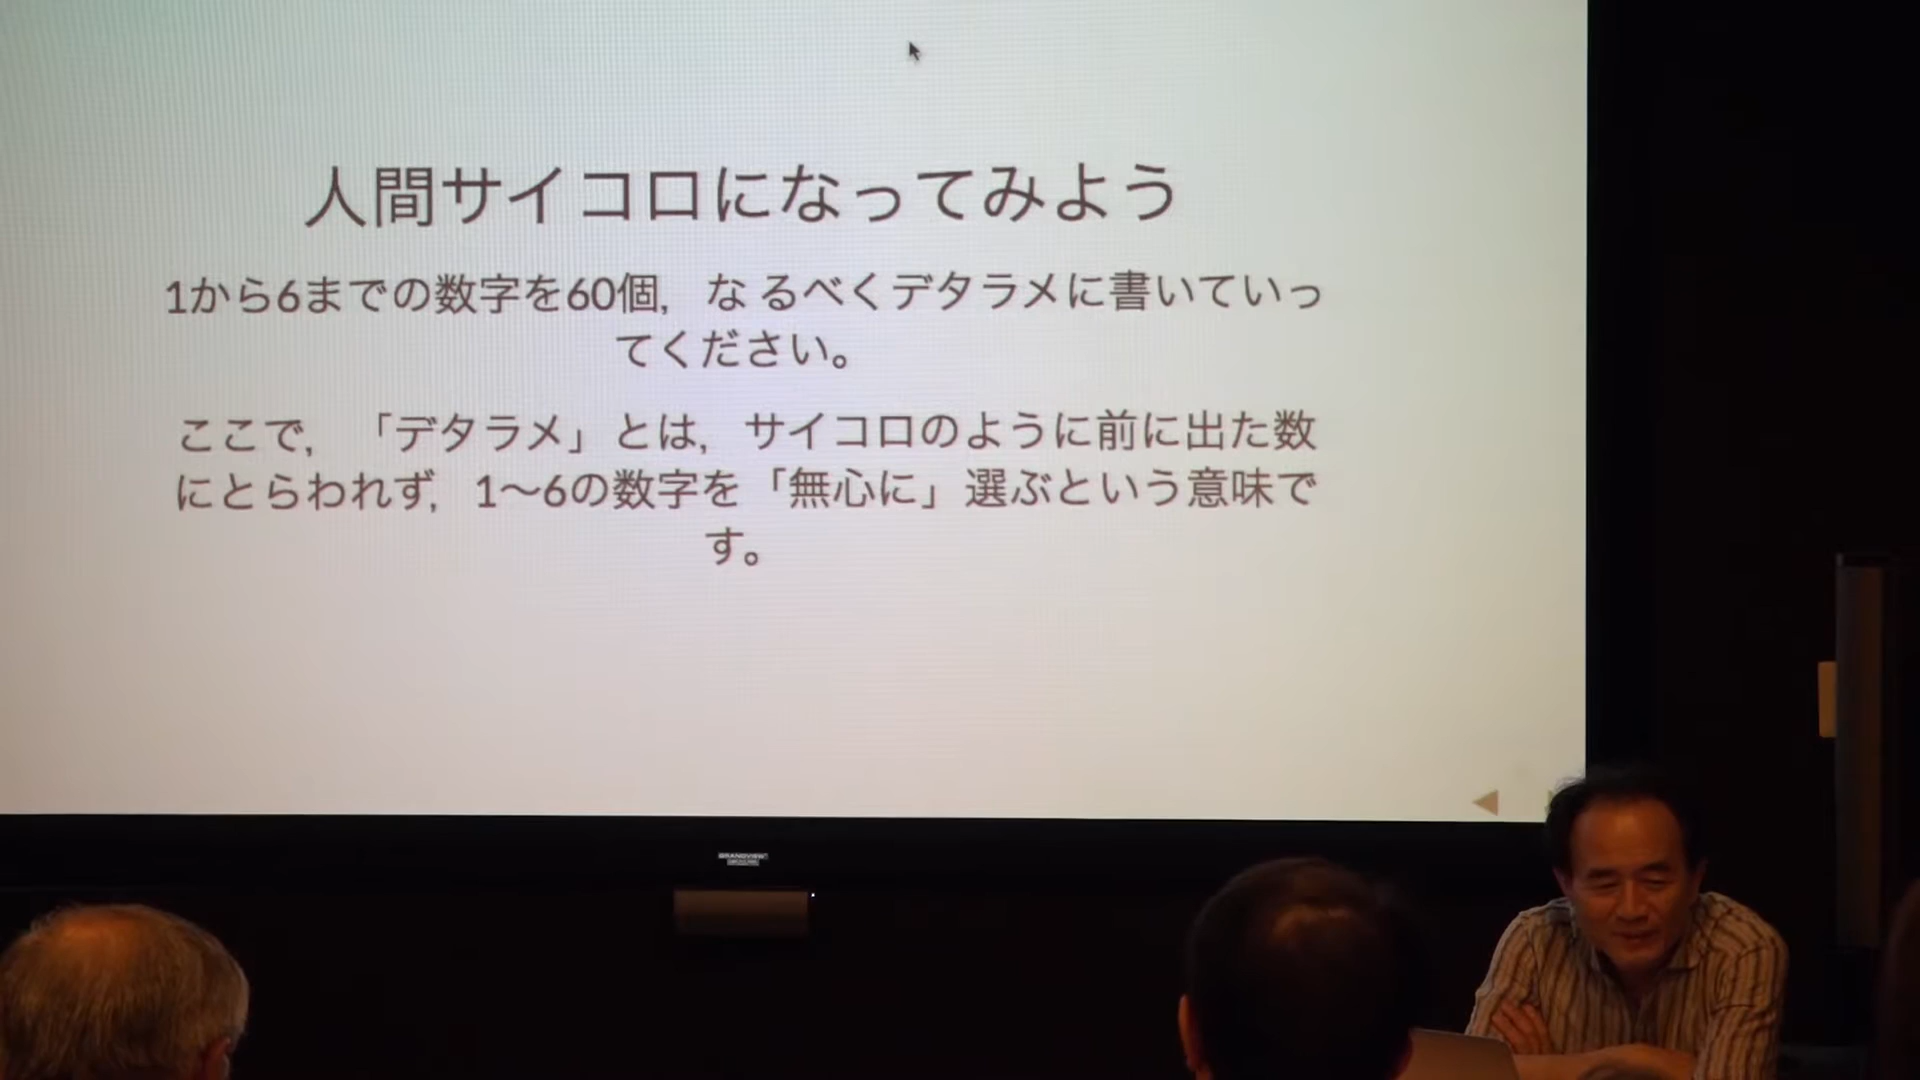 人間サイコロになってみよう
1から6までの数字を60個，なるべくデタラメに書いていっ
てください。
ここで，「デタラメ」とは，サイコロのように前に出た数
にとらわれず，1〜6の数字を「無心に」選ぶという意味で
す。
GRANDVIEW